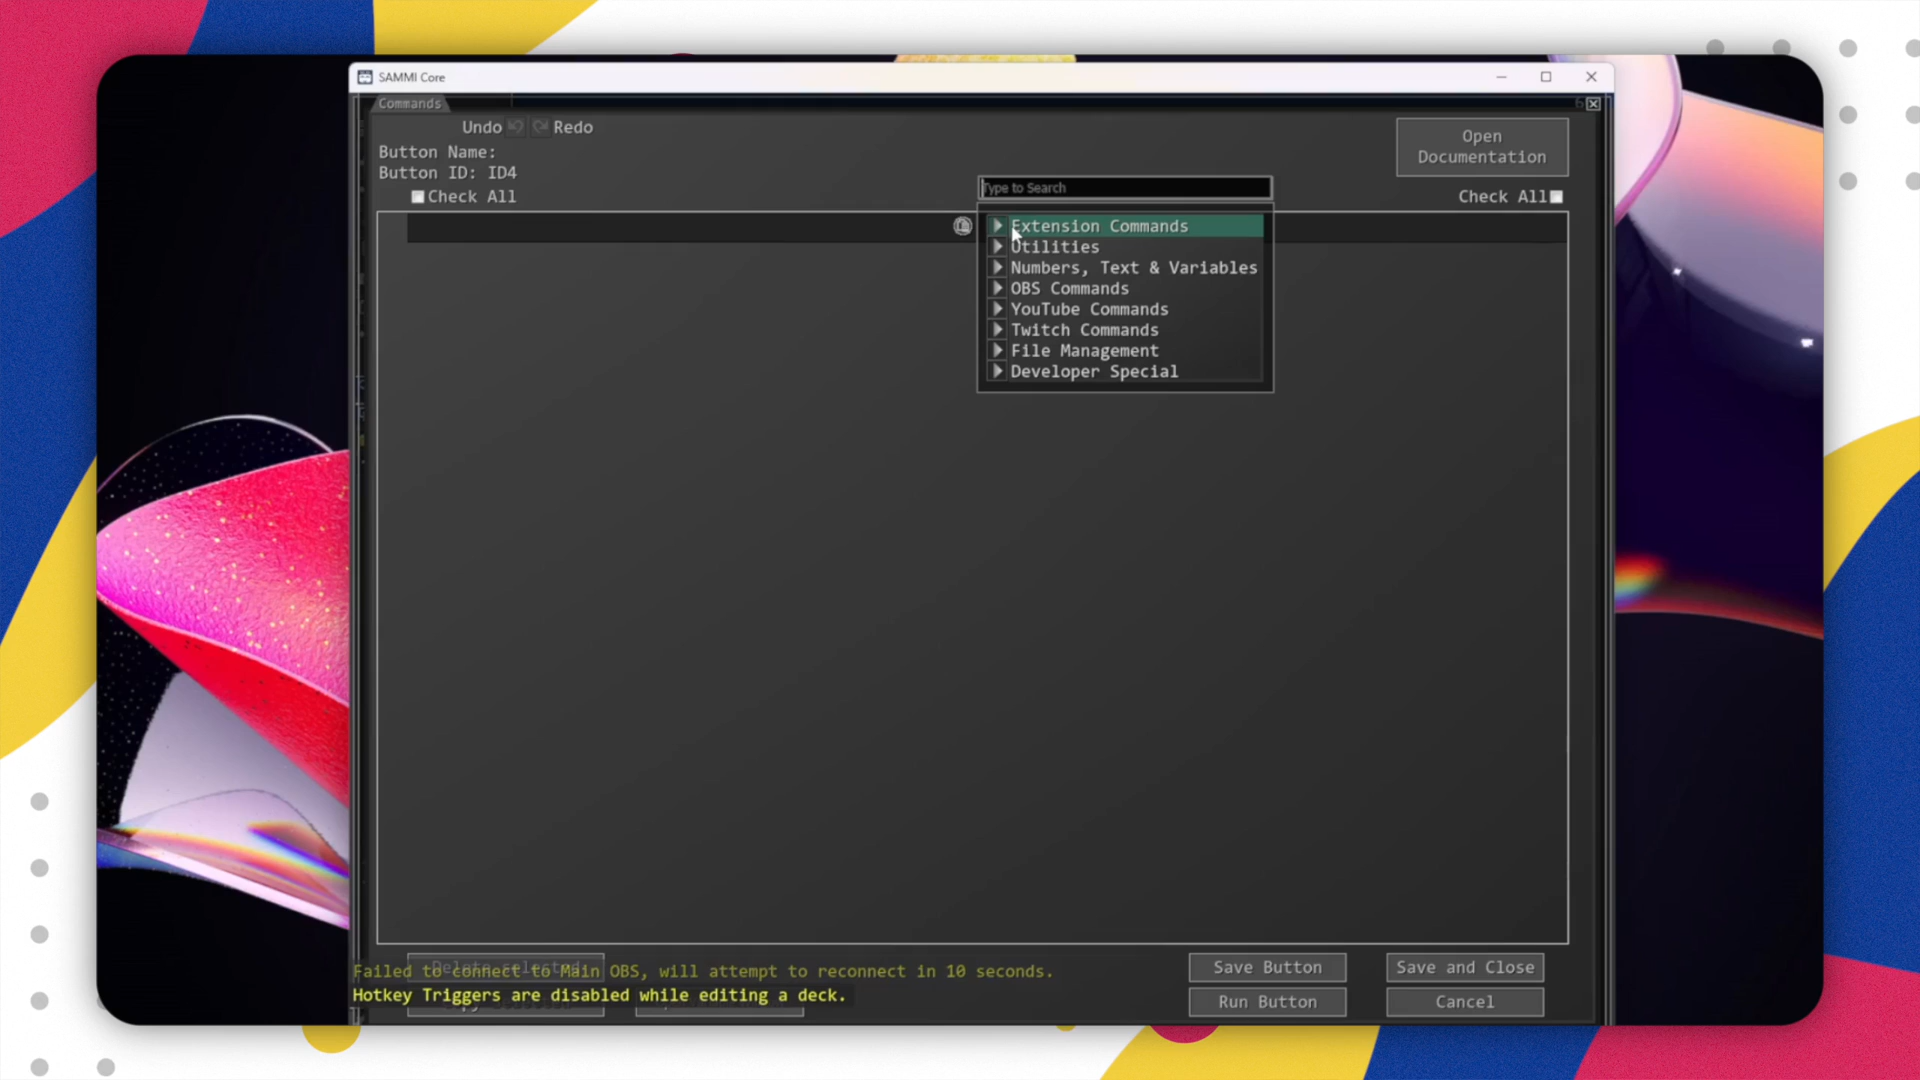 SAMMI Core
Commands
Undo Redo
Button Name:
Button ID: ID4
Check All
Open
Documentation
Check All
Type to Search
Extension Commands
Utilities
Numbers, Text & Variables
OBS Commands
YouTube Commands
Twitch Commands
File Management
Developer Special
Delete selected
Failed to connect to Main OBS, will attempt to reconnect in 10 seconds.
Hotkey Triggers are disabled while editing a deck.
Save Button
Save and Close
Run Button
Cancel